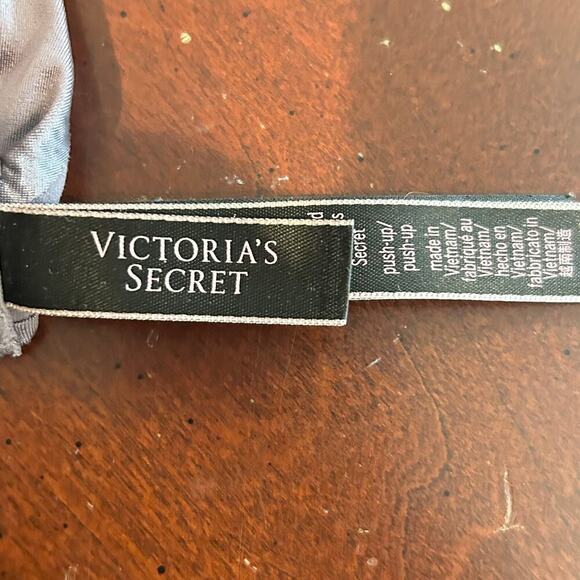 VICTORIA'S
SECRET
d
s
Secret
push-up/
push-up
made in
Vietnam/
fabriqué au
Vietnam/
hecho en
Vietnam/
fabbricato in
Vietnam/
越南制造